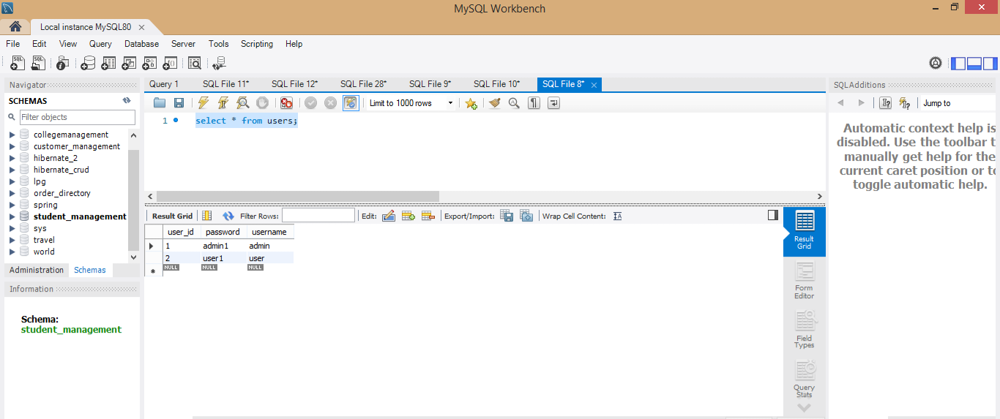 MySQL Workbench
Local instance MySQL80
File Edit View Query Database Server Tools Scripting Help
Navigator
SCHEMAS
Filter objects
collegemanagement
customer_management
hibernate_2
hibernate_crud
lpg
order_directory
spring
student_management
sys
travel
world
Administration Schemas
Information
Schema:
student_management
Query 1 SQL File 11* SQL File 12* SQL File 28* SQL File 9* SQL File 10* SQL File 8*
Limit to 1000 rows
1 select * from users;
Result Grid Filter Rows: Edit: Export/Import: Wrap Cell Content:
user_id password username
1 admin1 admin
2 user1 user
NULL NULL NULL
Result
Grid
Form
Editor
Field
Types
Query
Stats
SQLAdditions
Jump to
Automatic context help is
disabled. Use the toolbar t
manually get help for the
current caret position or to
toggle automatic help.